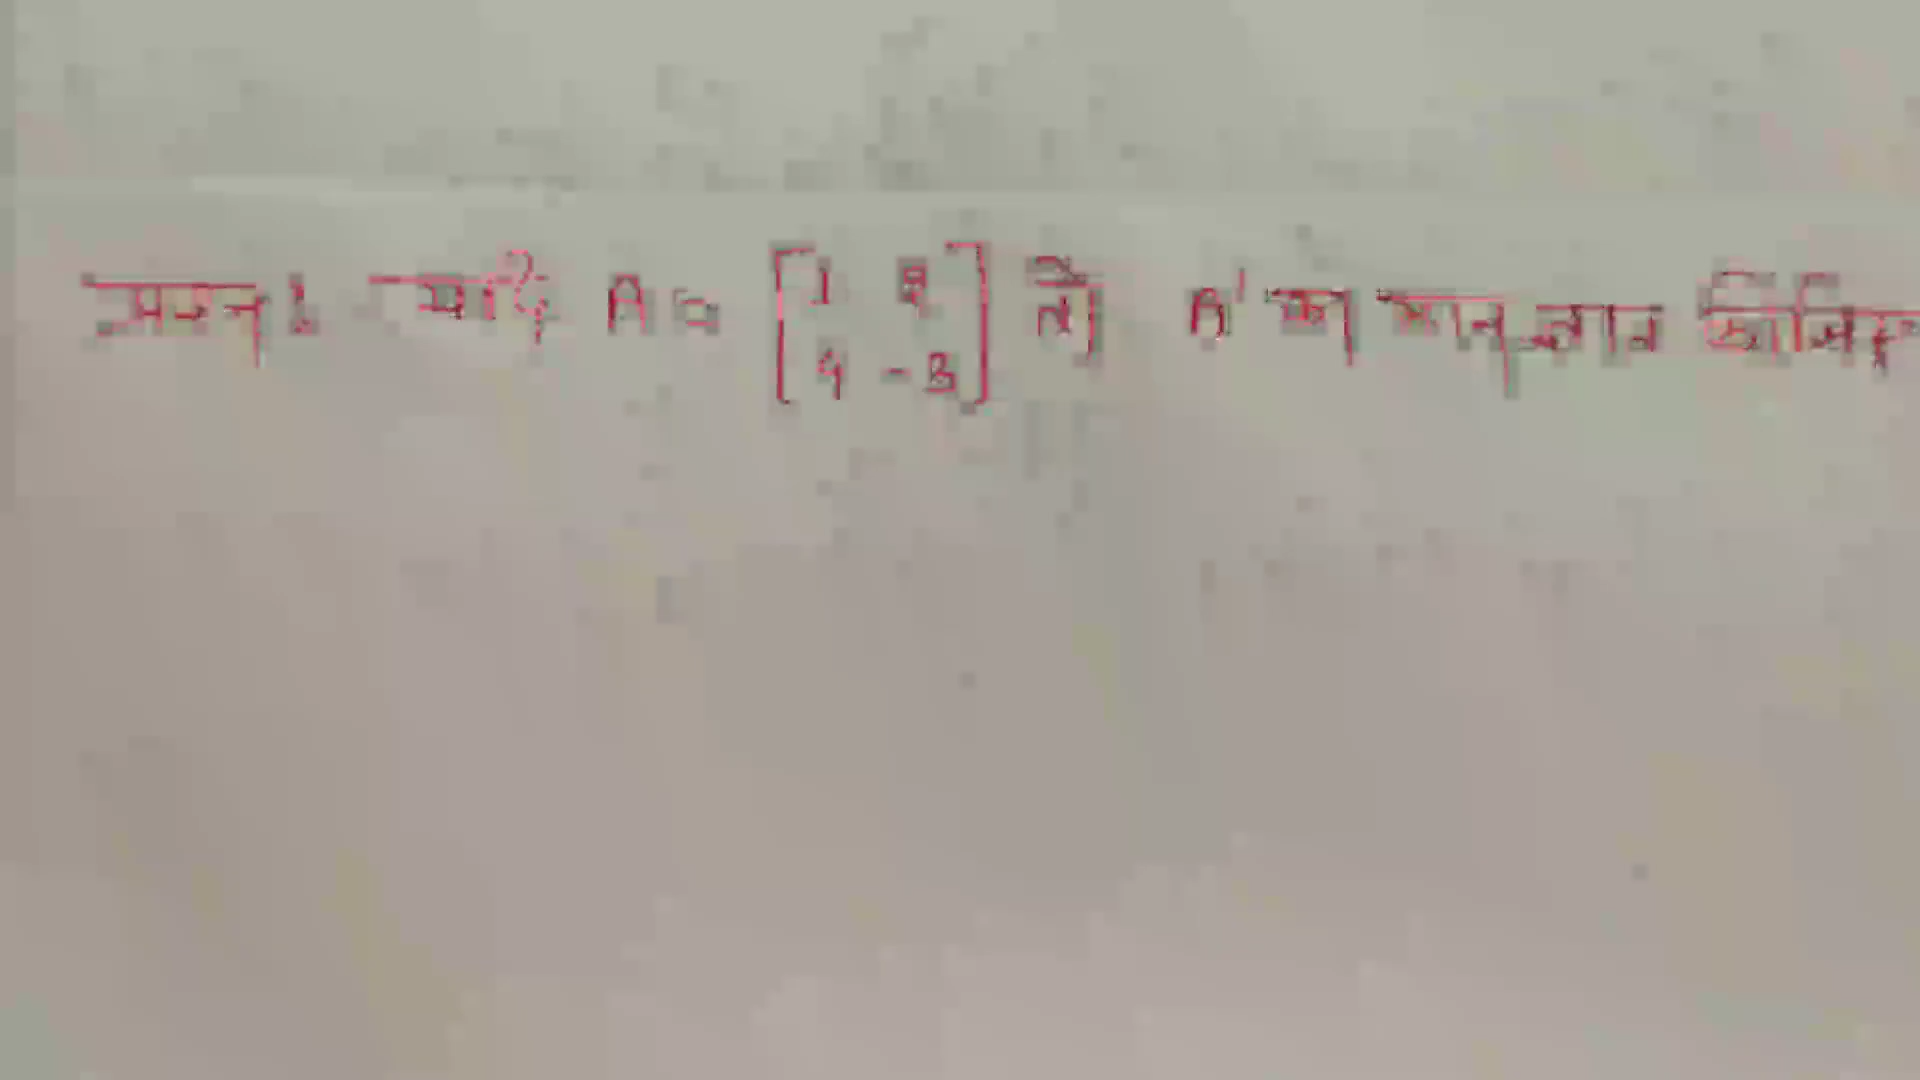 प्रश्न 1. यदि A = [1 2 4 -3] तो A' का मान ज्ञात कीजिए